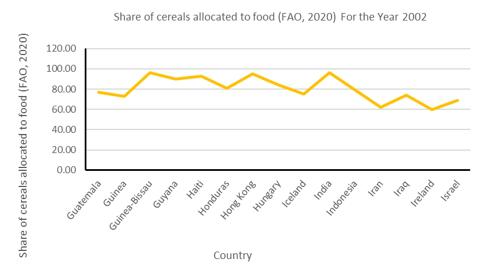 Share of cereals allocated to food (FAO, 2020) For the Year 2002
Share of cereals allocated to food (FAO, 2020)
120.00
100.00
80.00
60.00
40.00
20.00
0.00
Guatemala
Guinea
Guinea-Bissau
Guyana
Haiti
Honduras
Hong Kong
Hungary
Iceland
India
Indonesia
Iran
Iraq
Ireland
Israel
Country